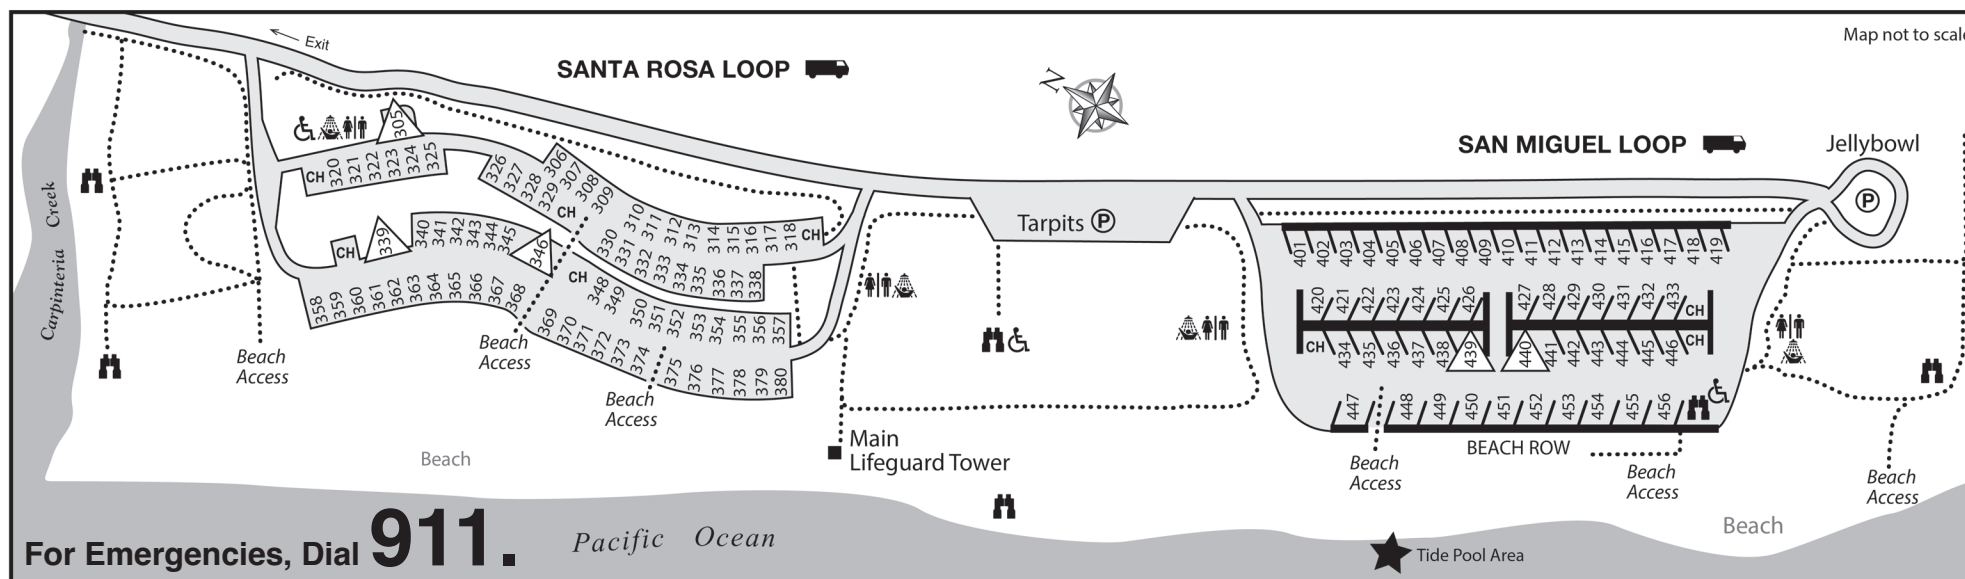 Exit
Map not to scale
SANTA ROSA LOOP
N
SAN MIGUEL LOOP
Jellybowl
P
305
CH 320 321 322 323 324 325
326 327 328 329 CH
306 307 308 309 310 311 312 313 314 315 316 317 318 CH
330 331 332 333 334 335 336 337 338
CH 339 340 341 342 343 344 345 346
CH 348 349 350 351 352 353 354 355 356 357
358 359 360 361 362 363 364 365 366 367 368
369 370 371 372 373 374
375 376 377 378 379 380
Tarpits P
401 402 403 404 405 406 407 408 409 410 411 412 413 414 415 416 417 418 419
420 421 422 423 424 425 426
427 428 429 430 431 432 433 CH
CH 434 435 436 437 438 439
440 441 442 443 444 445 446 CH
447 448 449 450 451 452 453 454 455 456
BEACH ROW
Carpinteria Creek
Beach
Access
Beach
Access
Beach
Access
Main
Lifeguard Tower
Beach
Access
Beach
Access
Beach
Access
Beach
Beach
Pacific Ocean
Tide Pool Area
For Emergencies, Dial 911.